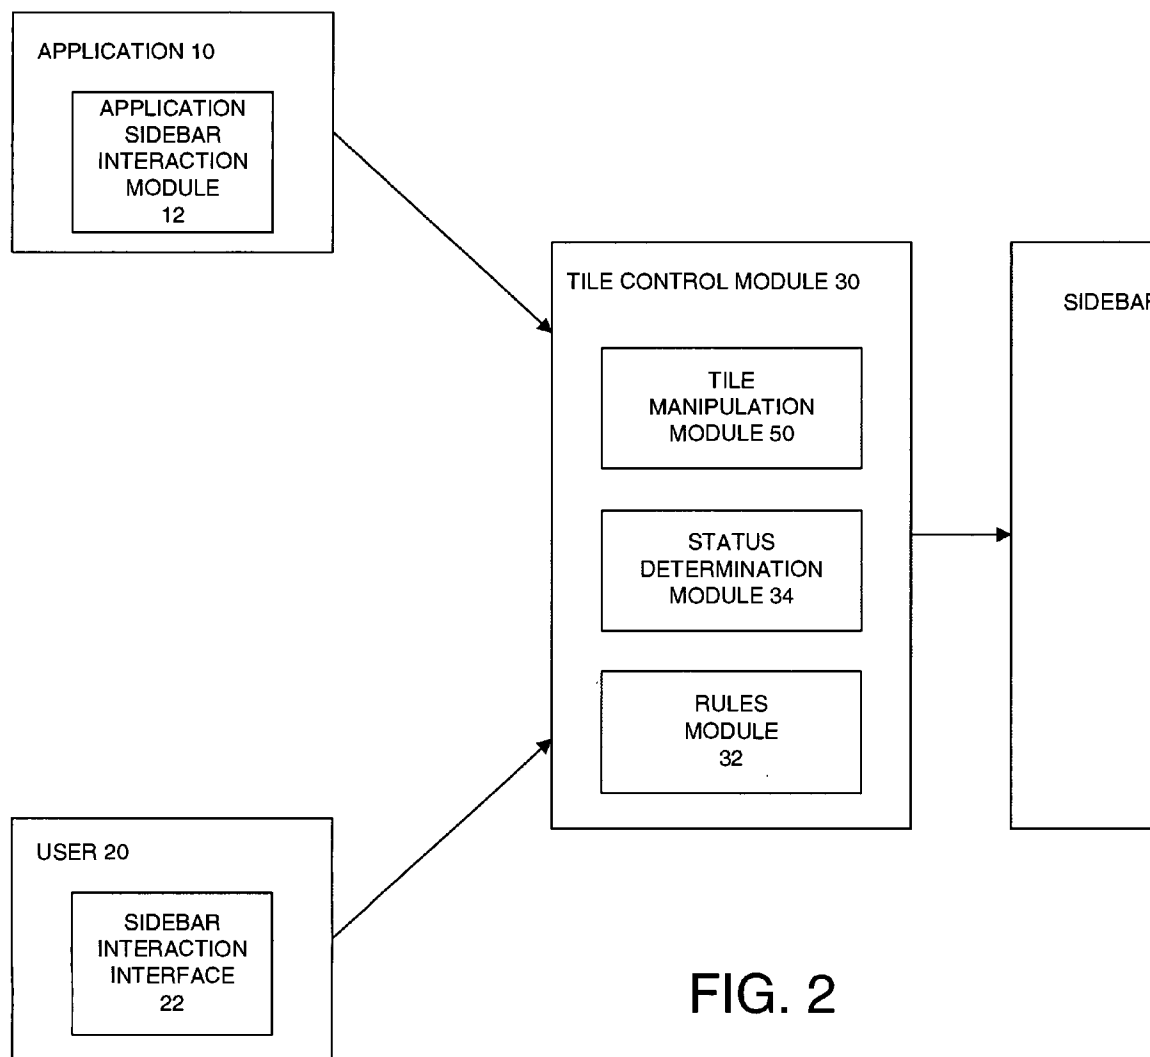 APPLICATION 10
APPLICATION
SIDEBAR
INTERACTION
MODULE
12
TILE CONTROL MODULE 30
TILE
MANIPULATION
MODULE 50
STATUS
DETERMINATION
MODULE 34
RULES
MODULE
32
SIDEBAR
USER 20
SIDEBAR
INTERACTION
INTERFACE
22
FIG. 2